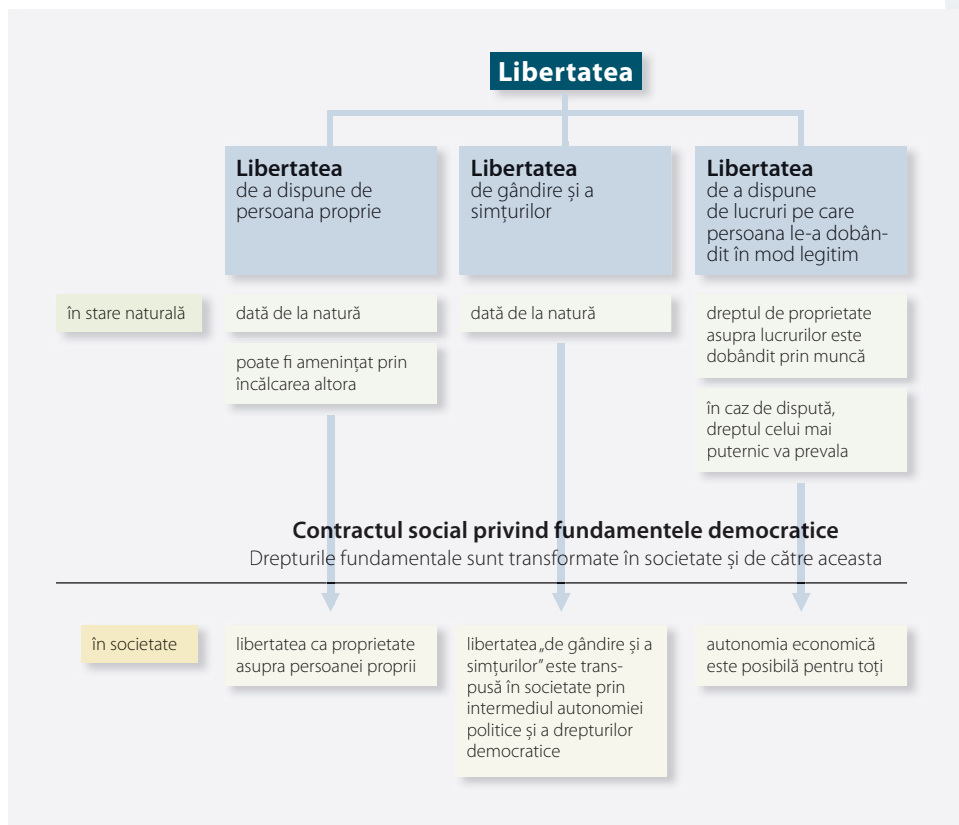 Libertatea
Libertatea
de a dispune de
persoana proprie
Libertatea
de gândire și a
simțurilor
Libertatea
de a dispune
de lucruri pe care
persoana le-a dobân-
dit în mod legitim
în stare naturală
dată de la natură
poate fi amenințat prin
încălcarea altora
dată de la natură
dreptul de proprietate
asupra lucrurilor este
dobândit prin muncă
în caz de dispută,
dreptul celui mai
puternic va prevala
Contractul social privind fundamentele democratice
Drepturile fundamentale sunt transformate în societate și de către aceasta
în societate
libertatea ca proprietate
asupra persoanei proprii
libertatea „de gândire și a
simțurilor” este trans-
pusă în societate prin
intermediul autonomiei
politice și a drepturilor
democratice
autonomia economică
este posibilă pentru toți